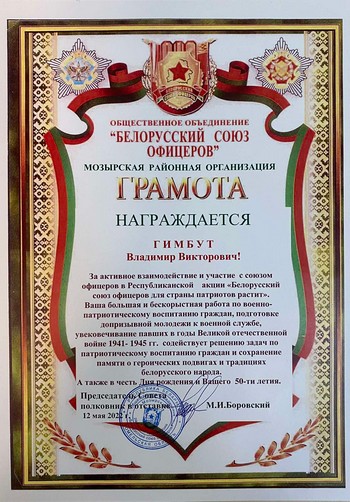 ОБЩЕСТВЕННОЕ ОБЪЕДИНЕНИЕ
“БЕЛОРУССКИЙ СОЮЗ
ОФИЦЕРОВ”
МОЗЫРСКАЯ РАЙОННАЯ ОРГАНИЗАЦИЯ
ГРАМОТА
НАГРАЖДАЕТСЯ
ГИМБУТ
Владимир Викторович!
За активное взаимодействие и участие с союзом
офицеров в Республиканской акции «Белорусский
союз офицеров для страны патриотов растит».
Ваша большая и бескорыстная работа по военно-
патриотическому воспитанию граждан, подготовке
допризывной молодежи к военной службе,
увековечивание павших в годы Великой отечественной
войне 1941- 1945 гг. содействует решению задач по
патриотическому воспитанию граждан и сохранение
памяти о героических подвигах и традициях
белорусского народа.
А также в честь Дня рождения и Вашего 50-ти летия.
Председатель Совета
полковник в отставке М.И.Боровский
12 мая 2022 г.